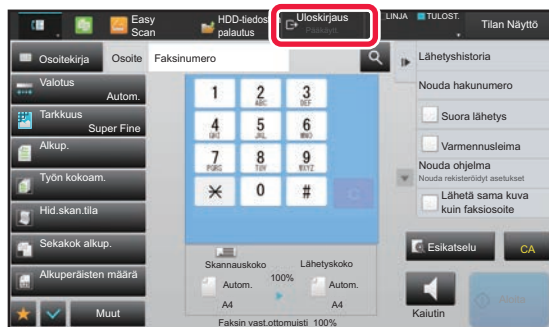 Easy
Scan
HDD-tiedos
palautus
Uloskirjaus
Pääkäytt.
LINJA
TULOST.
Tilan Näyttö
Osoitekirja
Osoite
Faksinumero
Valotus
Autom.
Tarkkuus
Super Fine
Alkup.
Työn kokoam.
Hid.skan.tila
Sekakok alkup.
Alkuperäisten määrä
Muut
1
2
ABC
3
DEF
4
GHI
5
JKL
6
MNO
7
PQRS
8
TUV
9
WXYZ
0
#
Skannauskoko
100%
Lähetyskoko
Autom.
A4
Autom.
A4
Faksin vast.ottomuisti 100%
Lähetyshistoria
Nouda hakunumero
Suora lähetys
Varmennusleima
Nouda ohjelma
Nouda rekisteröidyt asetukset
Lähetä sama kuva
kuin faksiosoite
Esikatselu
CA
Kaiutin
Aloita